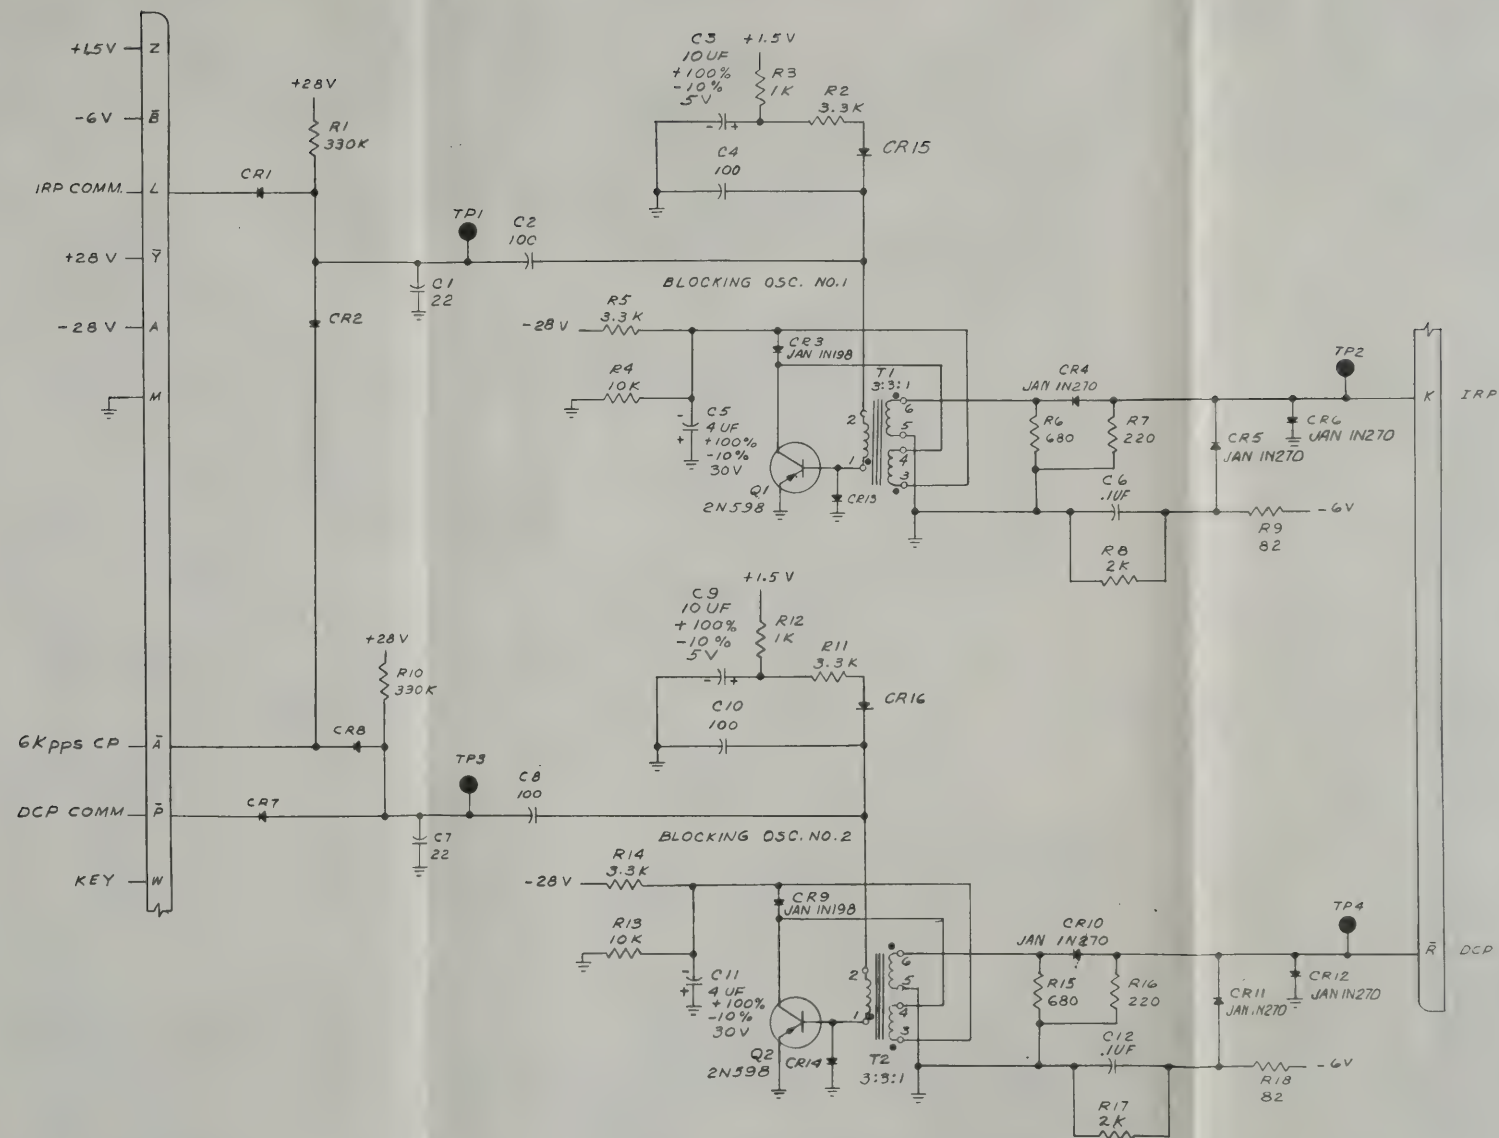 +1.5V
Z
-6V
B̅
IRP COMM.
L
+28 V
Y̅
-28 V
A
M
6Kpps CP
A̅
DCP COMM
P̅
KEY
W
+28V
R1
330K
CR1
CR2
TP1
C1
22
C2
100
C3
10 UF
+100%
-10%
5 V
+1.5 V
R3
1K
R2
3.3K
- +
C4
100
CR15
BLOCKING OSC. NO.1
R5
3.3 K
-28 V
R4
10K
CR3
JAN 1N198
-
+
C5
4 UF
+100%
-10%
30V
Q1
2N598
CR13
T1
3:3:1
2
1
6
5
4
3
CR4
JAN 1N270
R6
680
R7
220
CR5
JAN 1N270
CR6
JAN 1N270
TP2
K
IRP
C6
.1UF
R8
2K
R9
82
-6V
+28V
R10
330K
CR8
CR7
TP3
C7
22
C8
100
C9
10 UF
+ 100%
-10 %
5 V
+1.5 V
R12
1K
R11
3.3 K
- +
C10
100
CR16
BLOCKING OSC. NO.2
R14
3.3K
-28V
R13
10K
CR9
JAN 1N198
-
+
C11
4 UF
+100%
-10%
30V
Q2
2N598
CR14
T2
3:3:1
2
1
6
5
4
3
CR10
JAN 1N270
R15
680
R16
220
CR11
JAN.1N270
CR12
JAN 1N270
TP4
R̅
DCP
C12
.1UF
R17
2K
R18
82
-6V